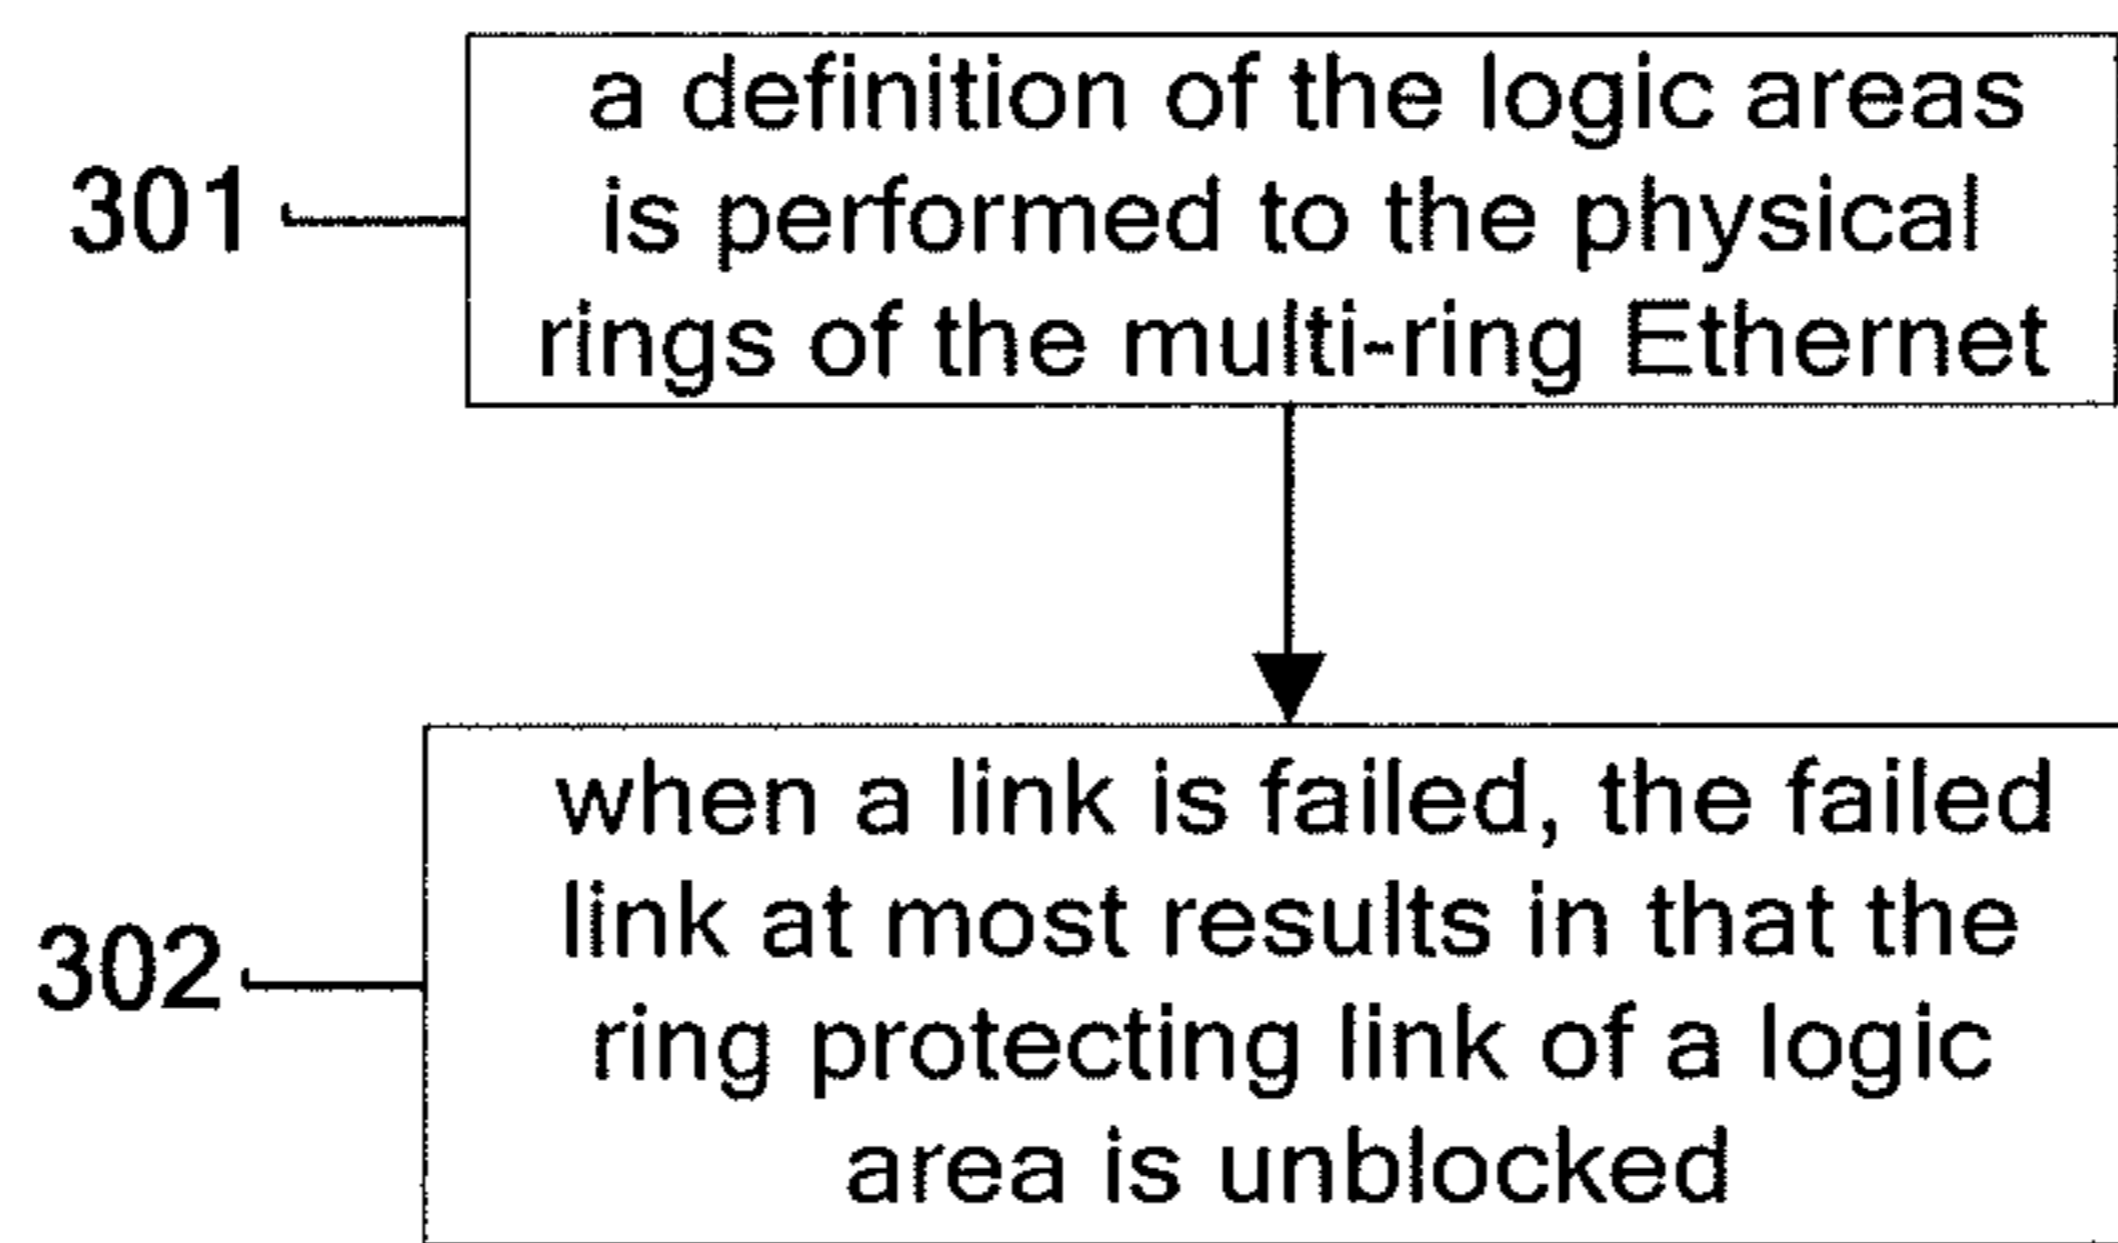 301
a definition of the logic areas
is performed to the physical
rings of the multi-ring Ethernet
302
when a link is failed, the failed
link at most results in that the
ring protecting link of a logic
area is unblocked